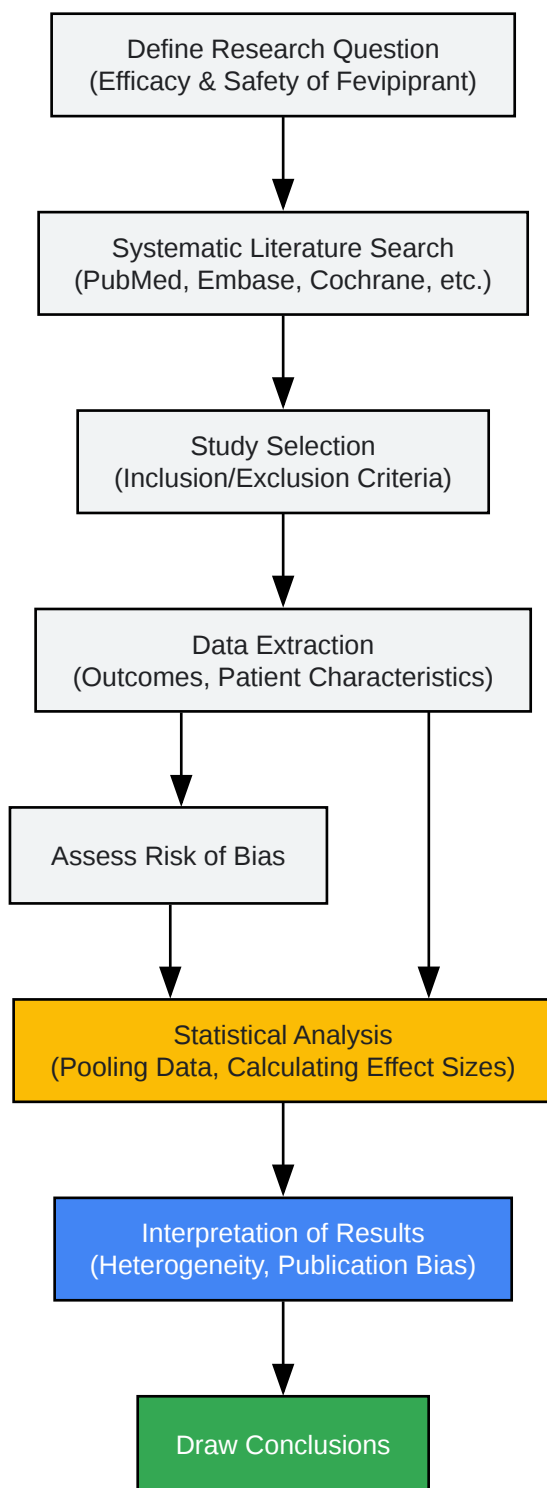 Define Research Question
(Efficacy & Safety of Fevipiprant)
Systematic Literature Search
(PubMed, Embase, Cochrane, etc.)
Study Selection
(Inclusion/Exclusion Criteria)
Data Extraction
(Outcomes, Patient Characteristics)
Assess Risk of Bias
Statistical Analysis
(Pooling Data, Calculating Effect Sizes)
Interpretation of Results
(Heterogeneity, Publication Bias)
Draw Conclusions